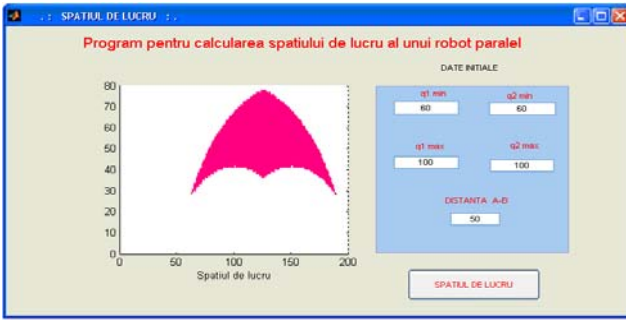 .: SPATIUL DE LUCRU :.
Program pentru calcularea spatiului de lucru al unui robot paralel
DATE INITIALE
q1 min
q2 min
60
60
q1 max
q2 max
100
100
DISTANTA A-B
50
SPATIUL DE LUCRU
80
70
60
50
40
30
20
10
0
0
50
100
150
200
Spatiul de lucru